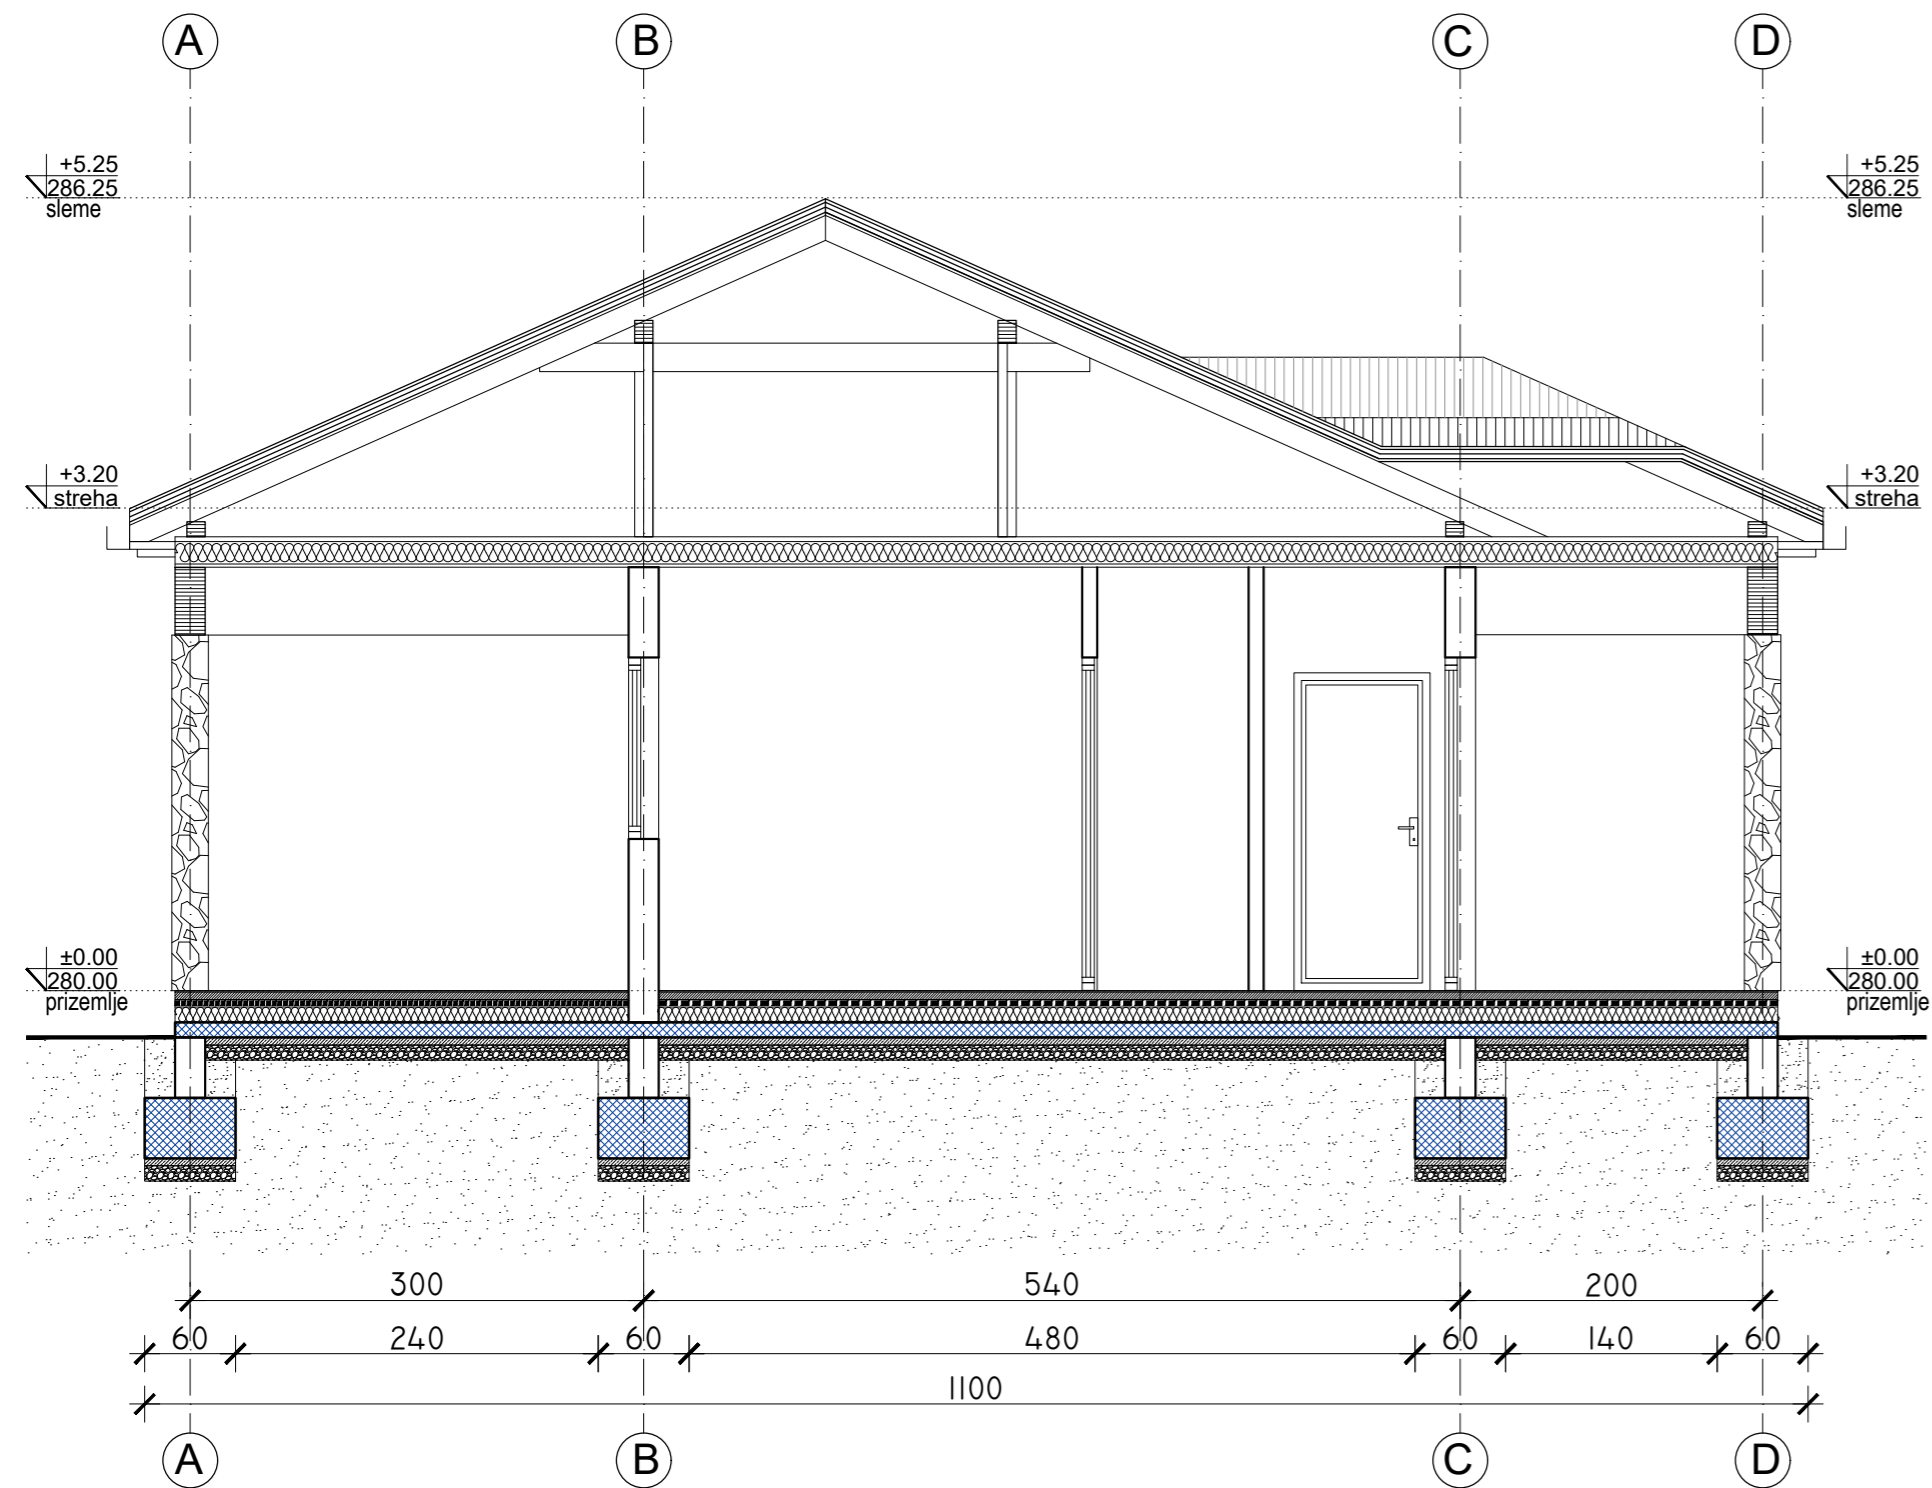 A B C D
+5.25 +5.25
286.25 286.25
sleme sleme
+3.20 +3.20
streha streha
±0.00 ±0.00
280.00 280.00
prizemlje prizemlje
300 540 200
60 240 60 480 60 140 60
1100
A B C D